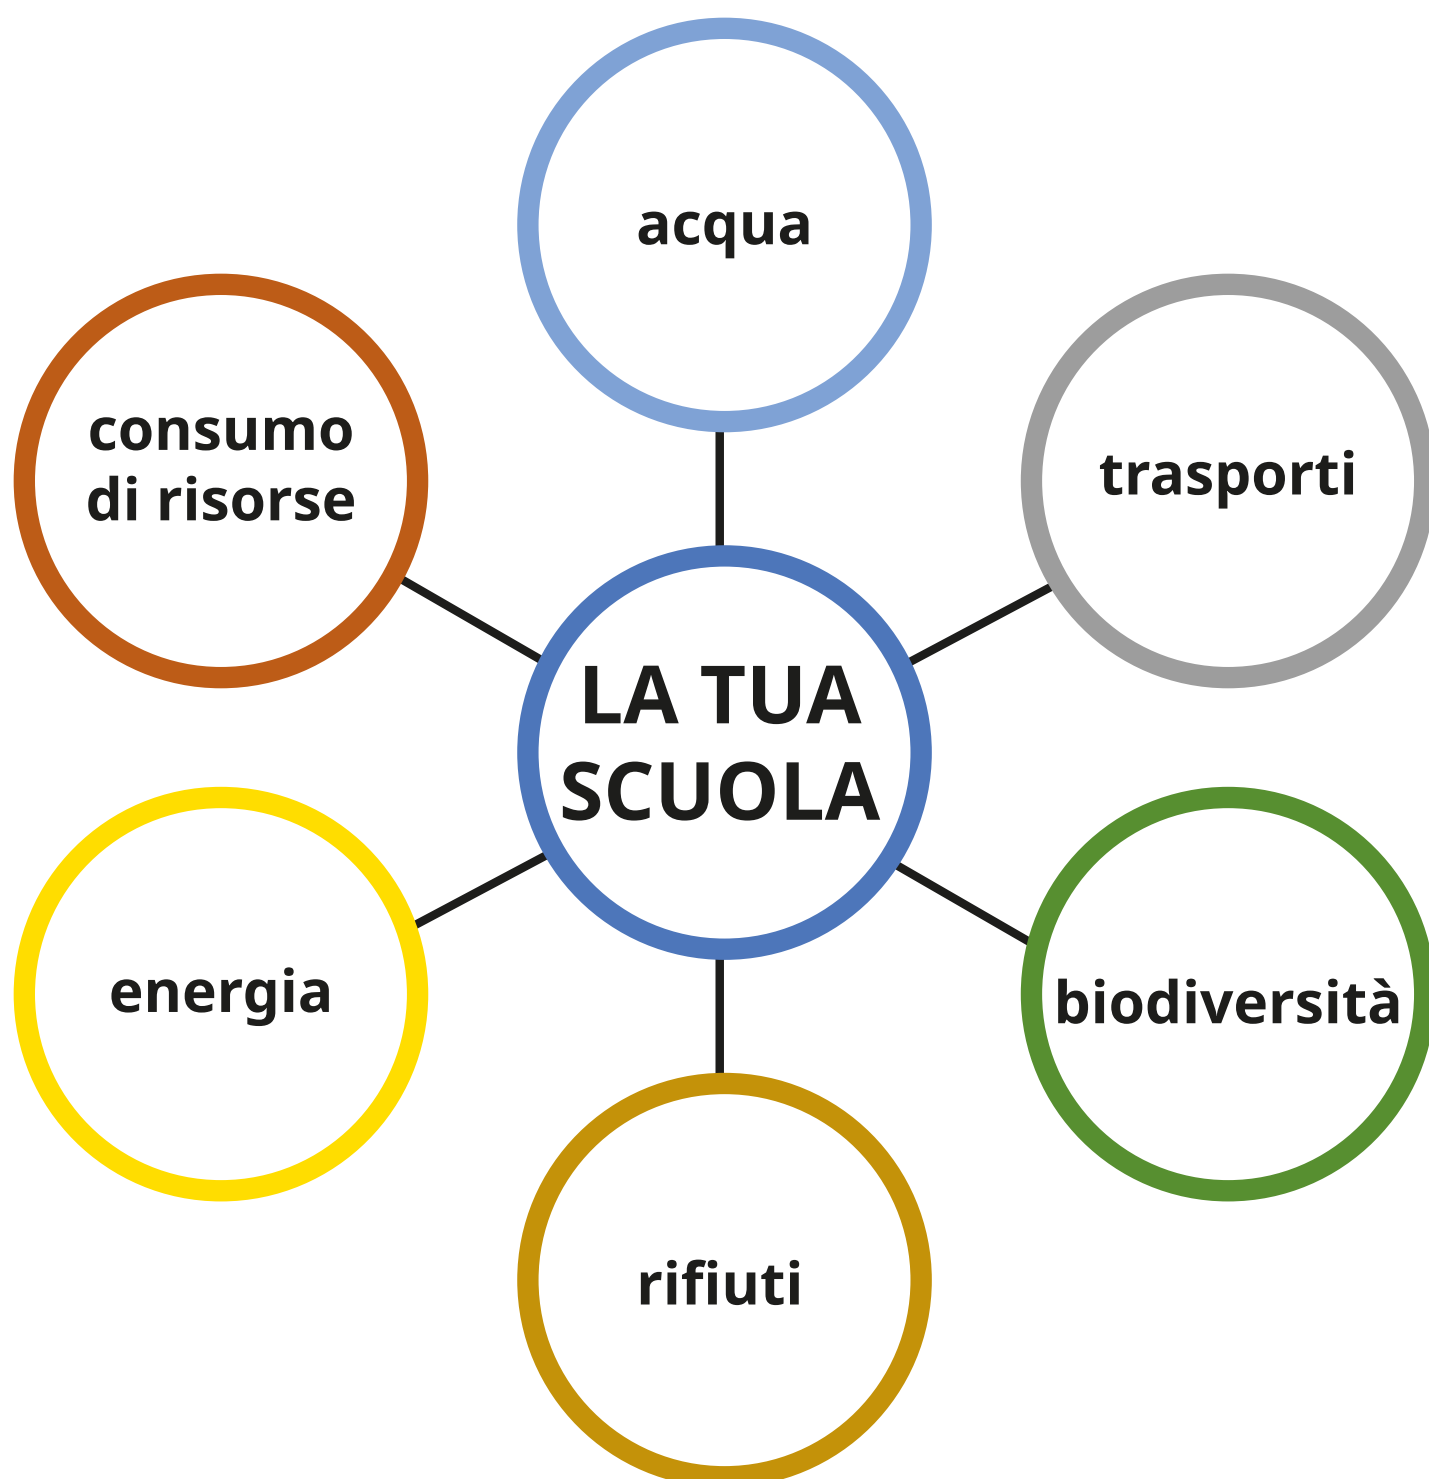 acqua
consumo
di risorse
trasporti
LA TUA
SCUOLA
energia
biodiversità
rifiuti